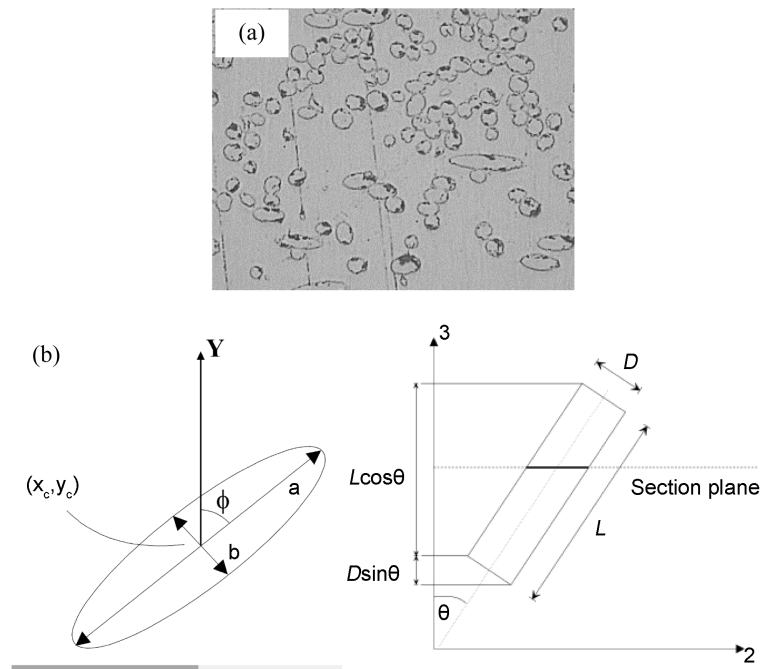 (a)
(b)
Y
(xc,yc)
ϕ
a
b
3
D
Lcosθ
Section plane
L
Dsinθ
θ
2